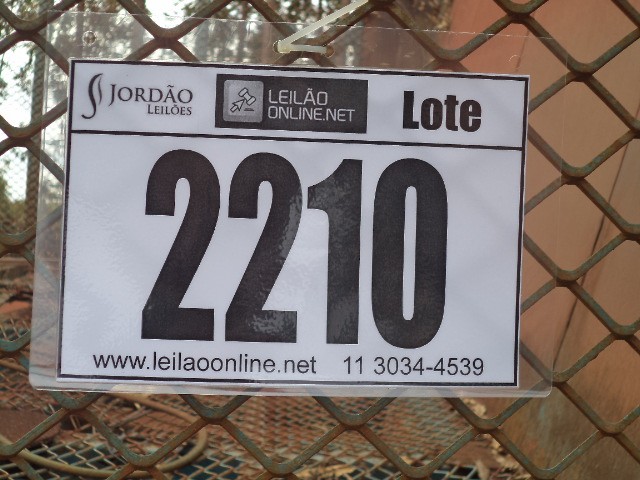 JORDÃO
LEILÕES
LEILÃO
ONLINE.NET
Lote
2210
www.leilaoonline.net 11 3034-4539